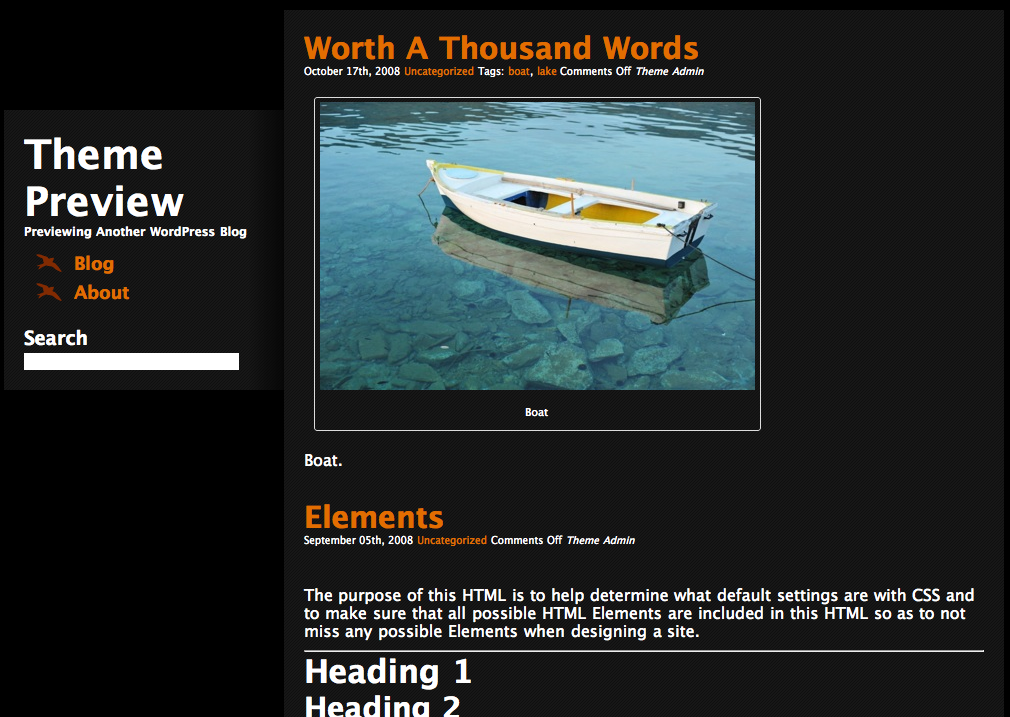 Theme
Preview
Previewing Another WordPress Blog
Blog
About
Search
Worth A Thousand Words
October 17th, 2008 Uncategorized Tags: boat, lake Comments Off Theme Admin
Boat
Boat.
Elements
September 05th, 2008 Uncategorized Comments Off Theme Admin
The purpose of this HTML is to help determine what default settings are with CSS and
to make sure that all possible HTML Elements are included in this HTML so as to not
miss any possible Elements when designing a site.
Heading 1
Heading 2